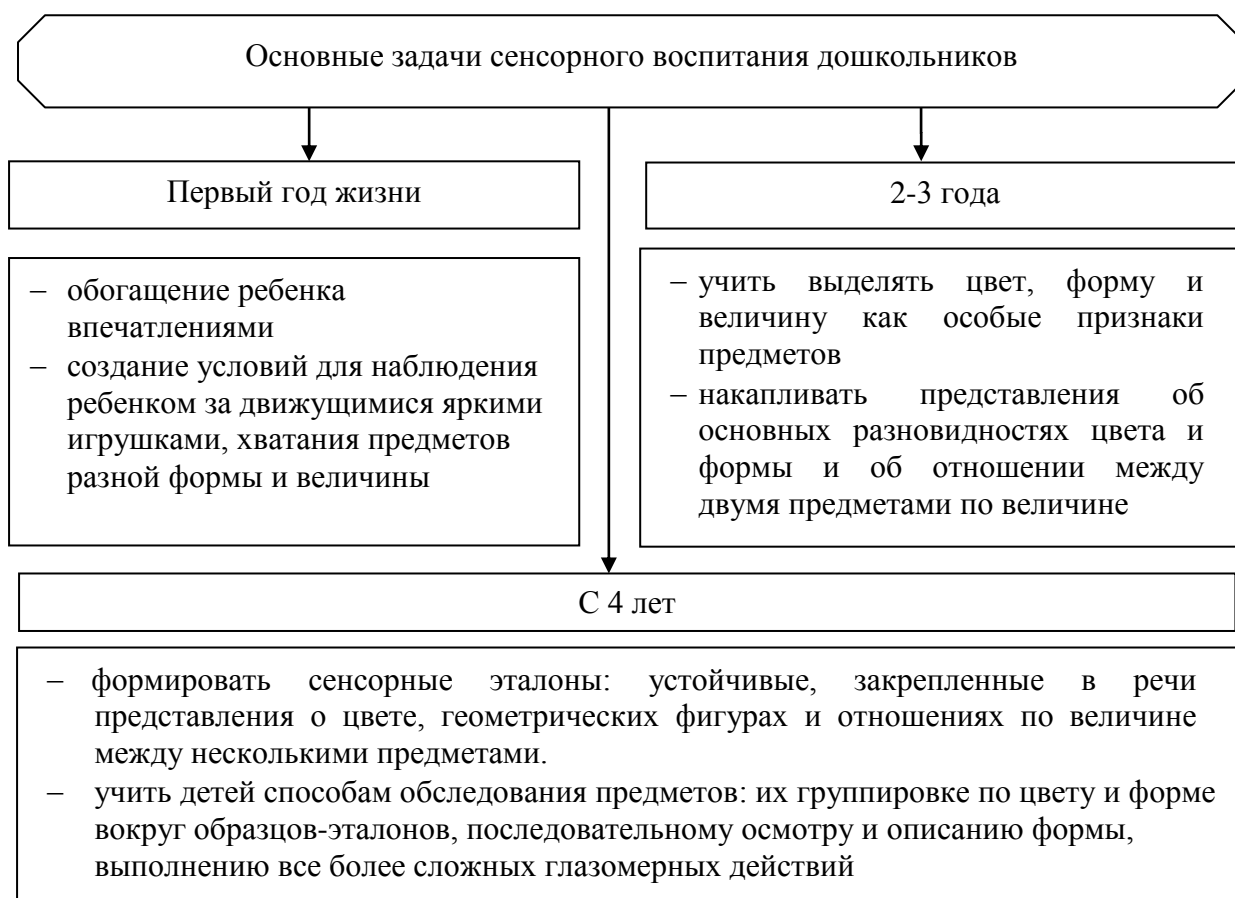 Основные задачи сенсорного воспитания дошкольников
Первый год жизни
– обогащение ребенка
впечатлениями
– создание условий для наблюдения
ребенком за движущимися яркими
игрушками, хватания предметов
разной формы и величины
2-3 года
– учить выделять цвет, форму и
величину как особые признаки
предметов
– накапливать представления об
основных разновидностях цвета и
формы и об отношении между
двумя предметами по величине
С 4 лет
– формировать сенсорные эталоны: устойчивые, закрепленные в речи
представления о цвете, геометрических фигурах и отношениях по величине
между несколькими предметами.
– учить детей способам обследования предметов: их группировке по цвету и форме
вокруг образцов-эталонов, последовательному осмотру и описанию формы,
выполнению все более сложных глазомерных действий